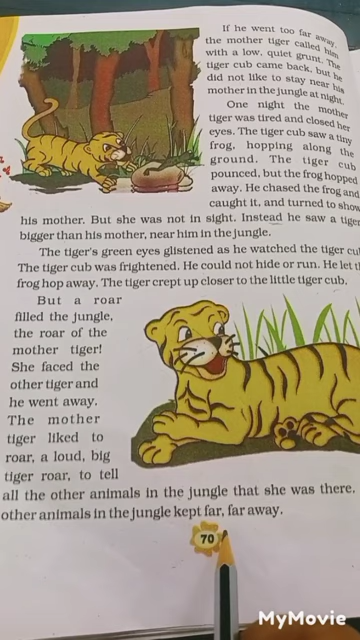 If he went too far away,
the mother tiger called him
with a low, quiet grunt. The
tiger cub came back, but he
did not like to stay near his
mother in the jungle at night.
One night the mother
tiger was tired and closed her
eyes. The tiger cub saw a tiny
frog, hopping along the
ground. The tiger cub
pounced, but the frog hopped
away. He chased the frog and
caught it, and turned to show
his mother. But she was not in sight. Instead he saw a tiger
bigger than his mother, near him in the jungle.
The tiger's green eyes glistened as he watched the tiger
The tiger cub was frightened. He could not hide or run. He let
frog hop away. The tiger crept up closer to the little tiger cub.
But a roar
filled the jungle,
the roar of the
mother tiger!
She faced the
other tiger and
he went away.
The mother
tiger liked to
roar, a loud, big
tiger roar, to tell
all the other animals in the jungle that she was there.
other animals in the jungle kept far, far away.
70
MyMovie